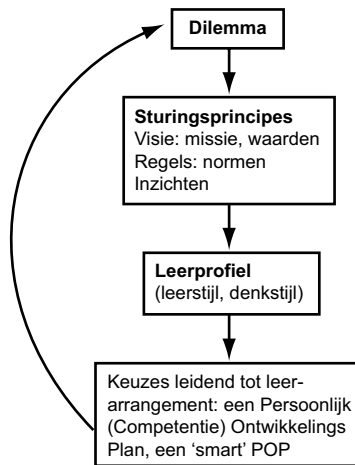 Dilemma
Sturingsprincipes
Visie: missie, waarden
Regels: normen
Inzichten
Leerprofiel
(leerstijl, denkstijl)
Keuzes leidend tot leer-
arrangement: een Persoonlijk
(Competentie) Ontwikkelings
Plan, een ‘smart’ POP